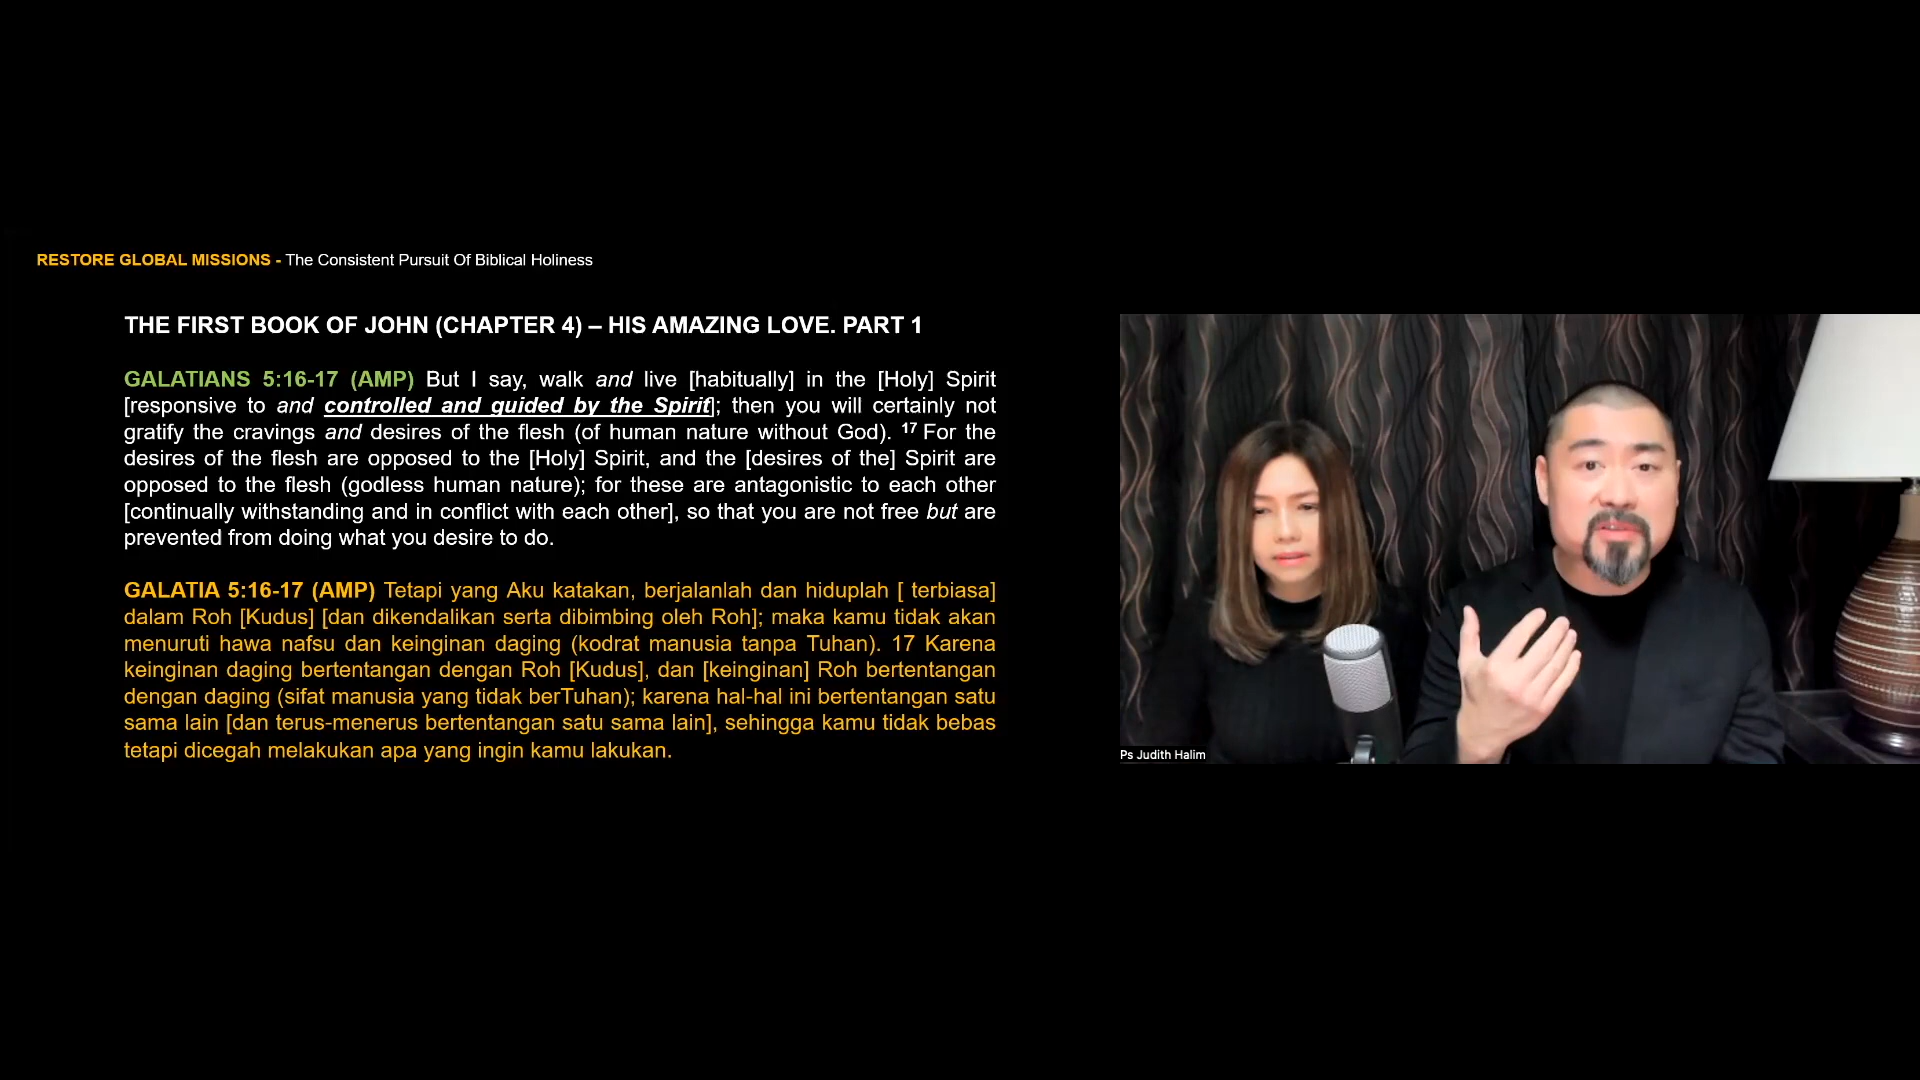 RESTORE GLOBAL MISSIONS - The Consistent Pursuit Of Biblical Holiness
THE FIRST BOOK OF JOHN (CHAPTER 4) – HIS AMAZING LOVE. PART 1
GALATIANS 5:16-17 (AMP) But I say, walk and live [habitually] in the [Holy] Spirit
[responsive to and controlled and guided by the Spirit]; then you will certainly not
gratify the cravings and desires of the flesh (of human nature without God). 17 For the
desires of the flesh are opposed to the [Holy] Spirit, and the [desires of the] Spirit are
opposed to the flesh (godless human nature); for these are antagonistic to each other
[continually withstanding and in conflict with each other], so that you are not free but are
prevented from doing what you desire to do.
GALATIA 5:16-17 (AMP) Tetapi yang Aku katakan, berjalanlah dan hiduplah [ terbiasa]
dalam Roh [Kudus] [dan dikendalikan serta dibimbing oleh Roh]; maka kamu tidak akan
menuruti hawa nafsu dan keinginan daging (kodrat manusia tanpa Tuhan). 17 Karena
keinginan daging bertentangan dengan Roh [Kudus], dan [keinginan] Roh bertentangan
dengan daging (sifat manusia yang tidak berTuhan); karena hal-hal ini bertentangan satu
sama lain [dan terus-menerus bertentangan satu sama lain], sehingga kamu tidak bebas
tetapi dicegah melakukan apa yang ingin kamu lakukan.
Ps Judith Halim